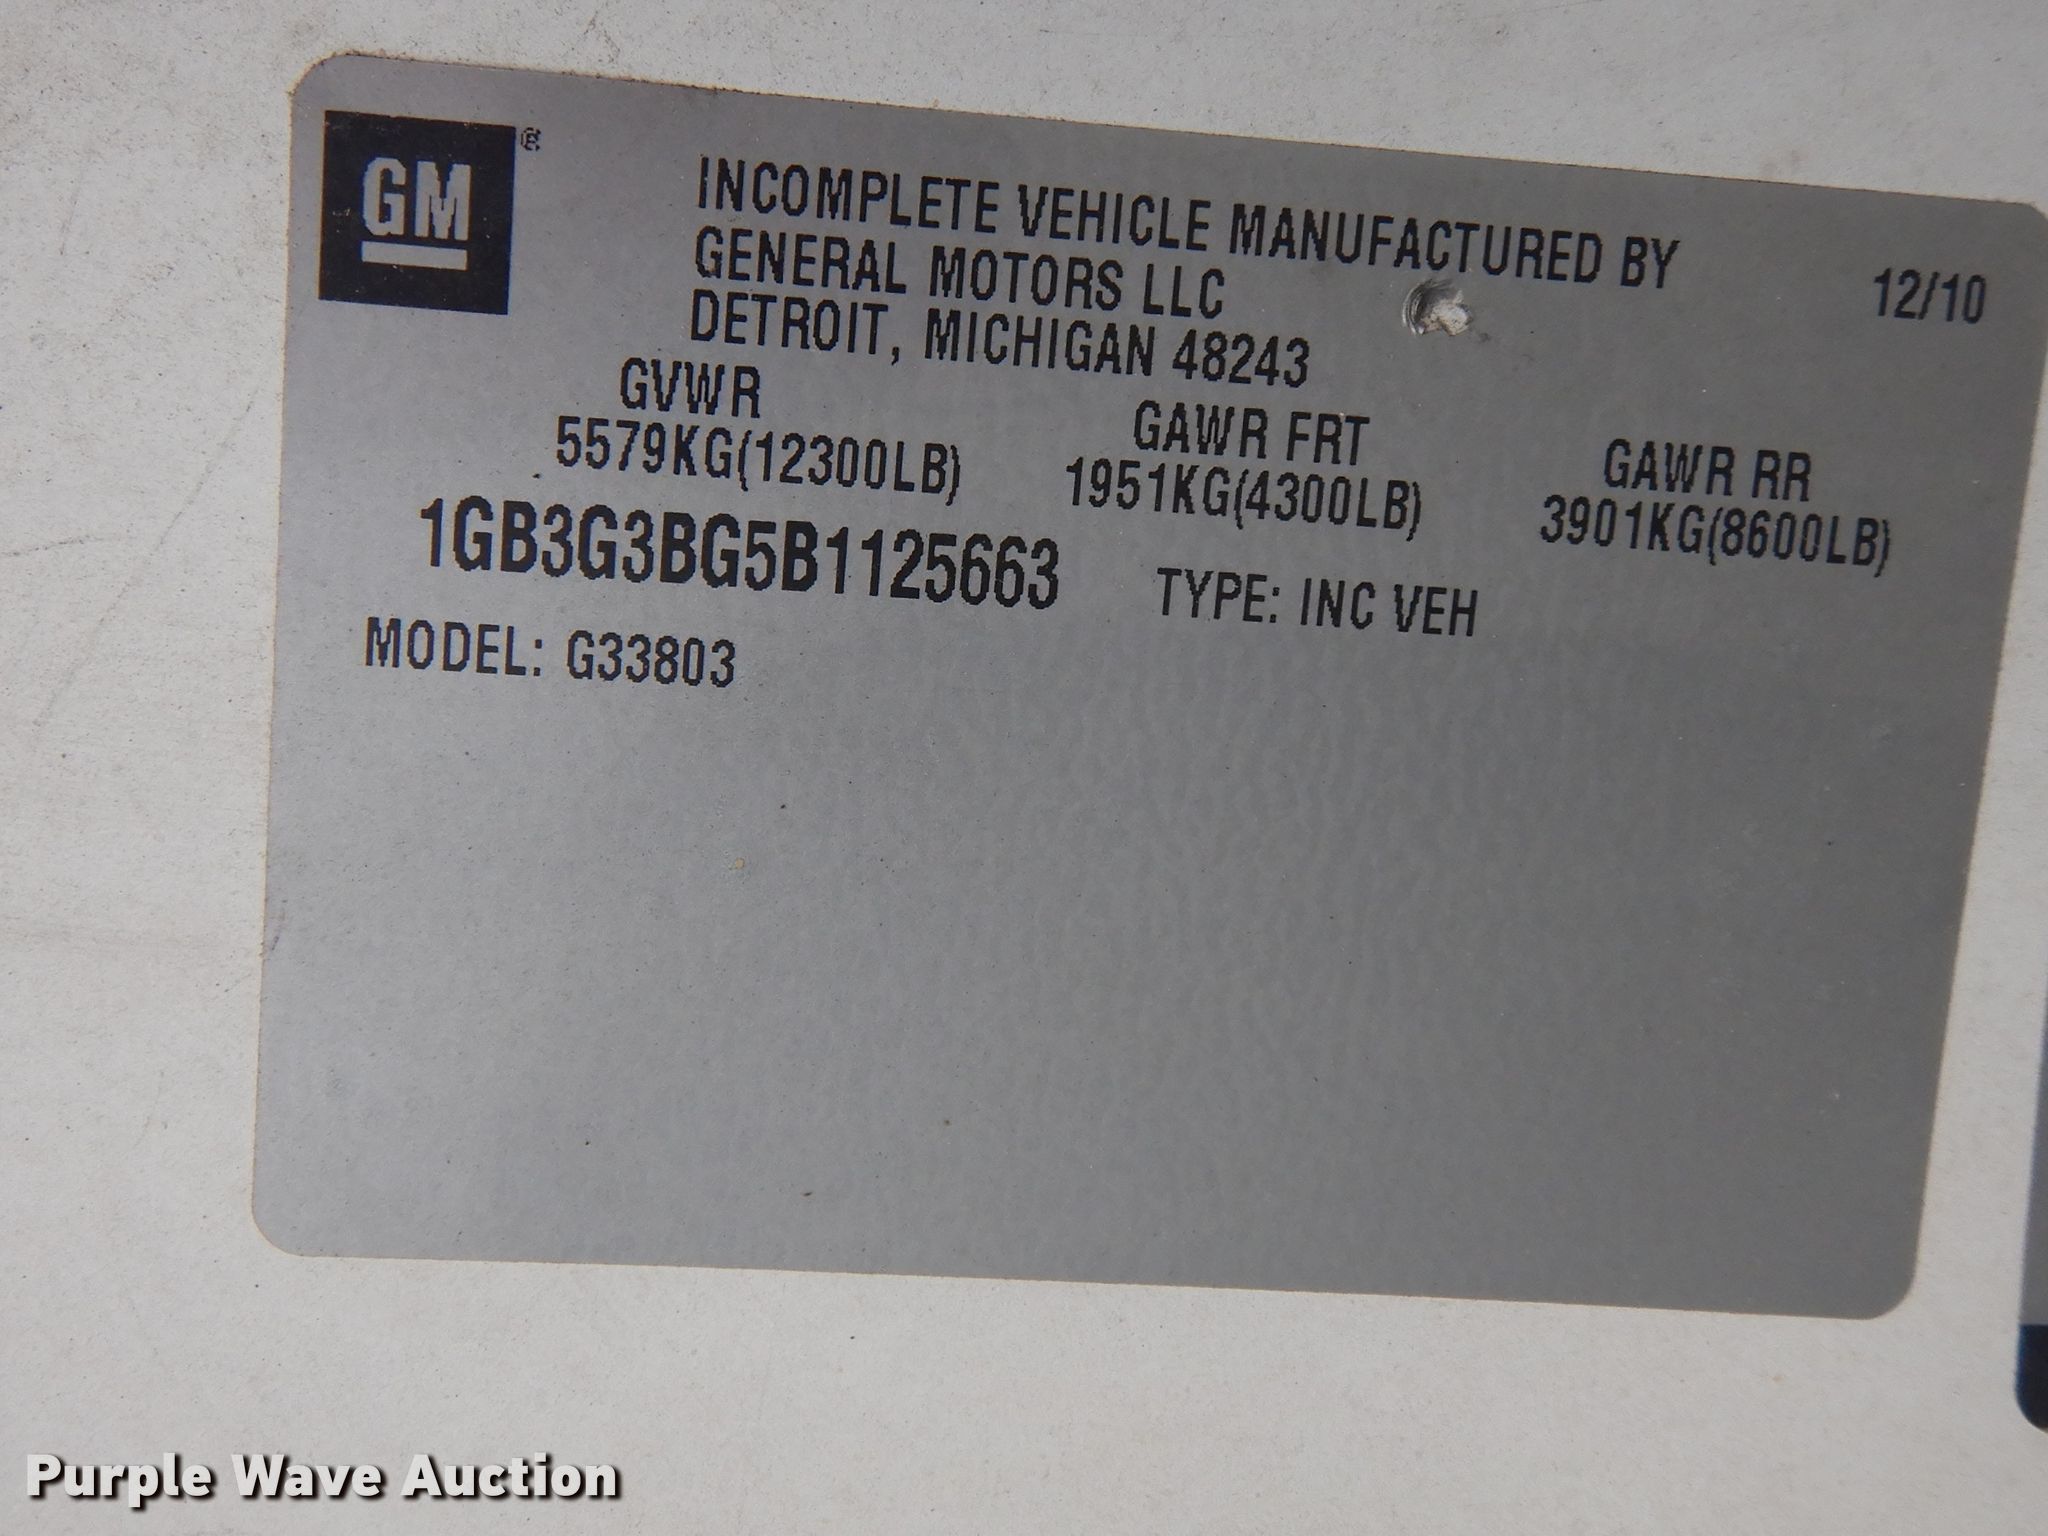 GM®
INCOMPLETE VEHICLE MANUFACTURED BY
GENERAL MOTORS LLC
DETROIT, MICHIGAN 48243
12/10
GVWR
5579KG(12300LB)
GAWR FRT
1951KG(4300LB)
GAWR RR
3901KG(8600LB)
1GB3G3BG5B1125663
TYPE: INC VEH
MODEL: G33803
Purple Wave Auction